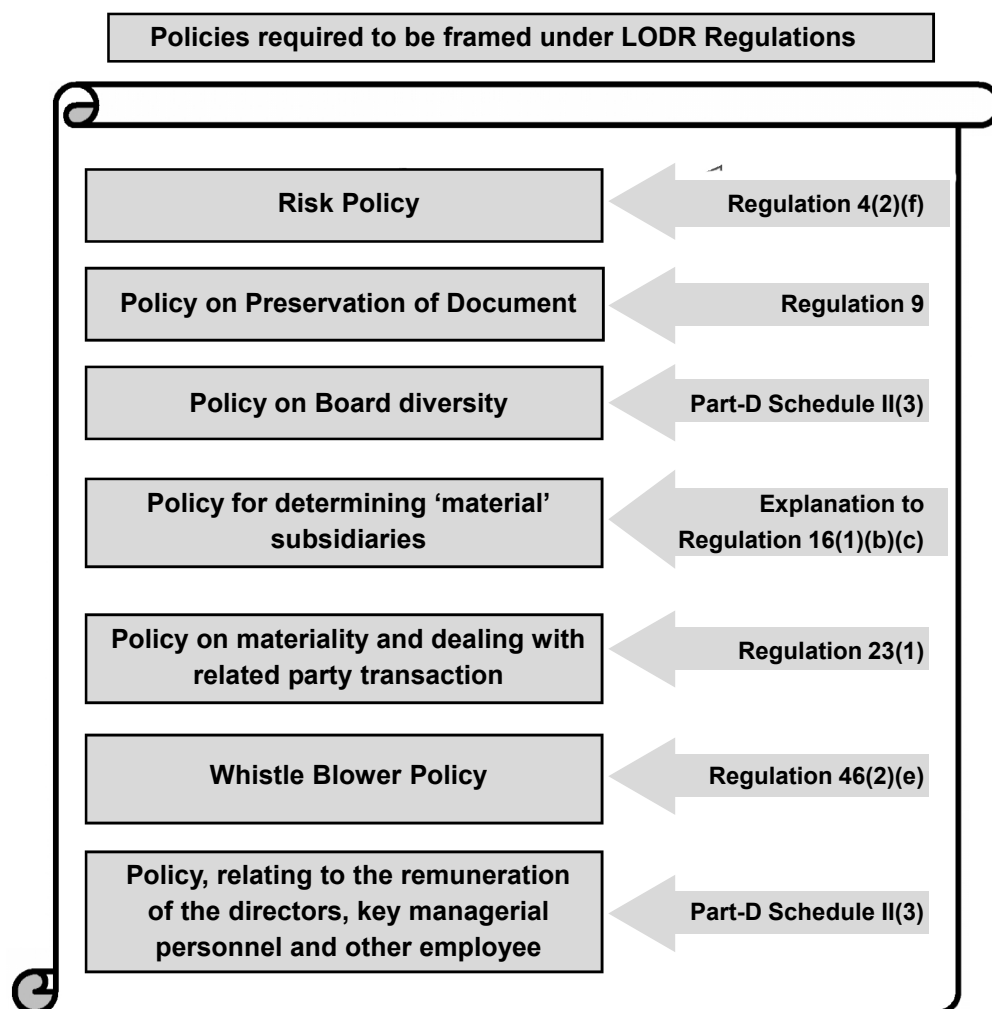 Policies required to be framed under LODR Regulations
Risk Policy
Regulation 4(2)(f)
Policy on Preservation of Document
Regulation 9
Policy on Board diversity
Part-D Schedule II(3)
Policy for determining ‘material’
subsidiaries
Explanation to
Regulation 16(1)(b)(c)
Policy on materiality and dealing with
related party transaction
Regulation 23(1)
Whistle Blower Policy
Regulation 46(2)(e)
Policy, relating to the remuneration
of the directors, key managerial
personnel and other employee
Part-D Schedule II(3)